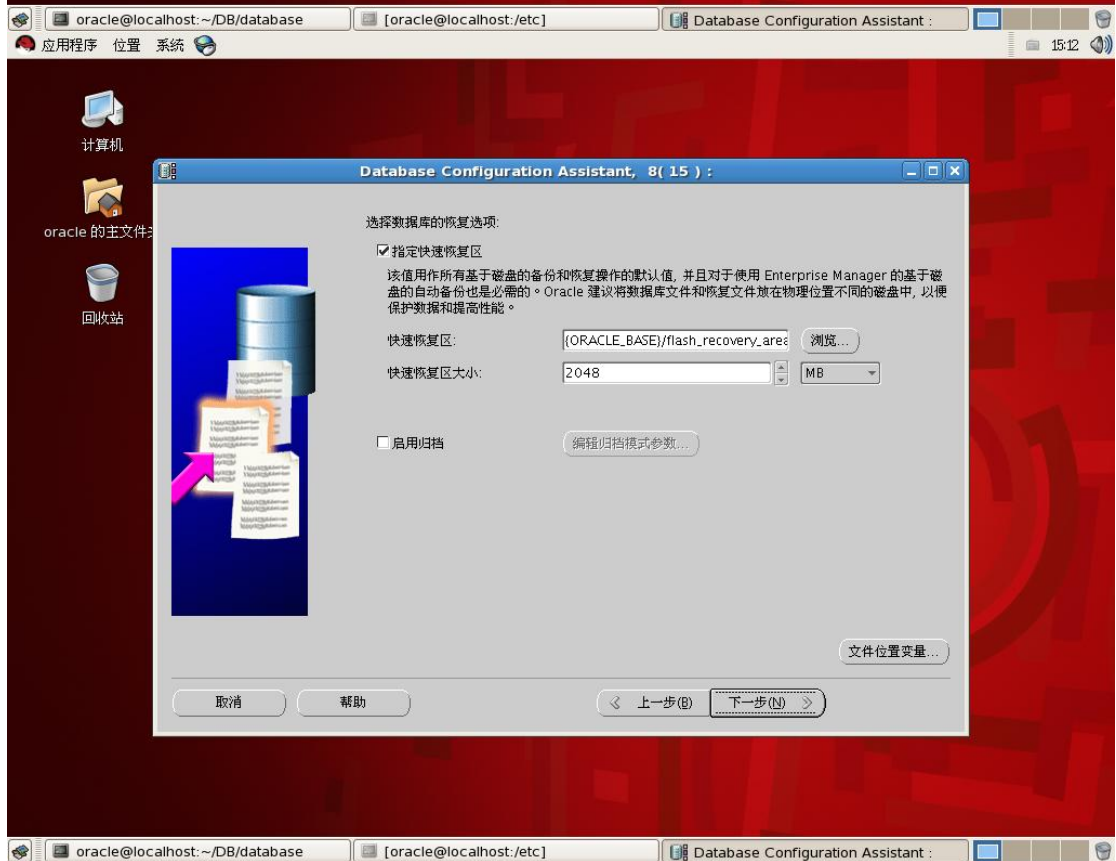 oracle@localhost:~/DB/database
[oracle@localhost:/etc]
Database Configuration Assistant :
应用程序 位置 系统
15:12
计算机
oracle 的主文件夹
回收站
Database Configuration Assistant, 8( 15 ) :
选择数据库的恢复选项:
指定快速恢复区
该值用作所有基于磁盘的备份和恢复操作的默认值, 并且对于使用 Enterprise Manager 的基于磁
盘的自动备份也是必需的。Oracle 建议将数据库文件和恢复文件放在物理位置不同的磁盘中, 以便
保护数据和提高性能。
快速恢复区:
{ORACLE_BASE}/flash_recovery_area
浏览...
快速恢复区大小:
2048
MB
启用归档
编辑归档模式参数...
文件位置变量...
取消
帮助
上一步(B)
下一步(N)
oracle@localhost:~/DB/database
[oracle@localhost:/etc]
Database Configuration Assistant :